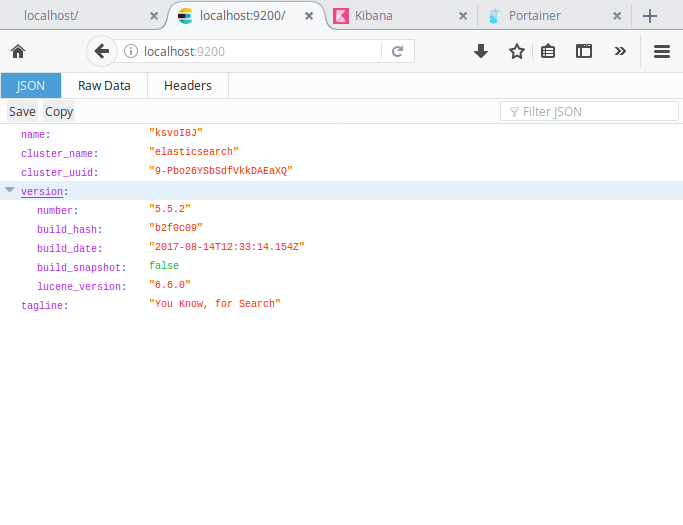 localhost/ localhost:9200/ Kibana Portainer
localhost:9200
JSON Raw Data Headers
Save Copy Filter JSON
name: "ksvoI8J"
cluster_name: "elasticsearch"
cluster_uuid: "9-Pbo26YSbSdfVkkDAEaXQ"
version:
number: "5.5.2"
build_hash: "b2f0c09"
build_date: "2017-08-14T12:33:14.154Z"
build_snapshot: false
lucene_version: "6.6.0"
tagline: "You Know, for Search"